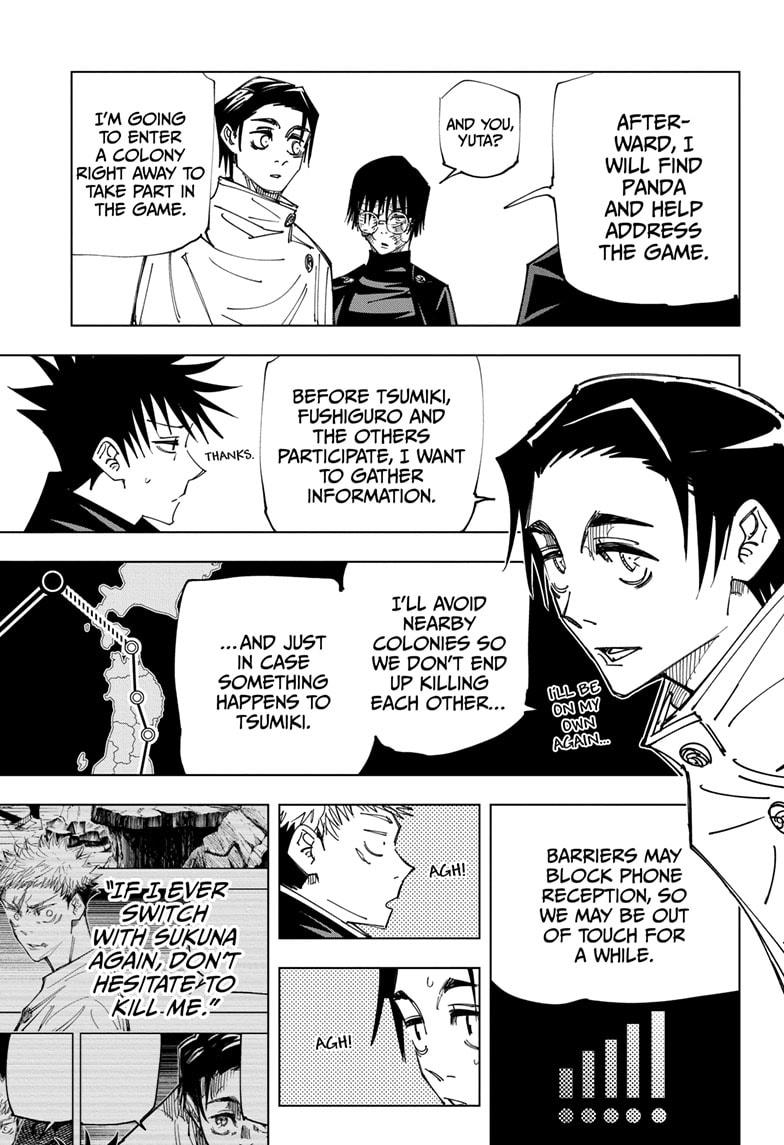 AFTER-
WARD, I
WILL FIND
PANDA
AND HELP
ADDRESS
THE GAME.
AND YOU,
YUTA?
I'M GOING
TO ENTER
A COLONY
RIGHT AWAY TO
TAKE PART
IN THE GAME.
BEFORE TSUMIKI,
FUSHIGURO AND
THE OTHERS
PARTICIPATE, I WANT
TO GATHER
INFORMATION.
THANKS.
I'LL AVOID
NEARBY
COLONIES SO
WE DON'T END
UP KILLING
EACH OTHER...
I'LL BE
ON MY
OWN
AGAIN...
...AND JUST
IN CASE
SOMETHING
HAPPENS TO
TSUMIKI.
BARRIERS MAY
BLOCK PHONE
RECEPTION, SO
WE MAY BE OUT
OF TOUCH FOR
A WHILE.
AGH!
AGH!
"IF I EVER
SWITCH
WITH SUKUNA
AGAIN, DON'T
HESITATE TO
KILL ME."